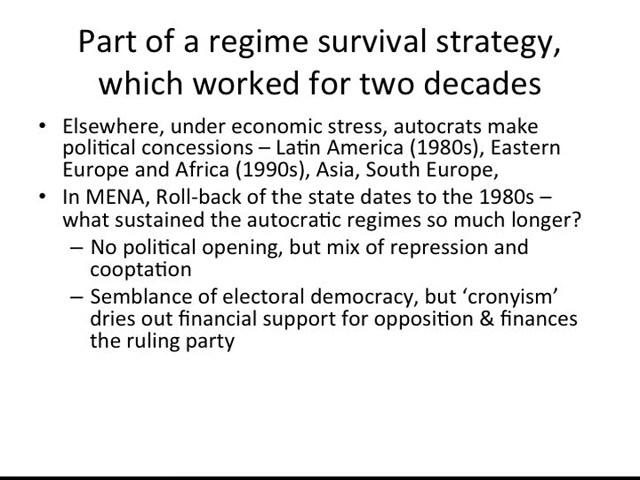 Part of a regime survival strategy,
which worked for two decades
• Elsewhere, under economic stress, autocrats make
political concessions – Latin America (1980s), Eastern
Europe and Africa (1990s), Asia, South Europe,
• In MENA, Roll-back of the state dates to the 1980s –
what sustained the autocratic regimes so much longer?
– No political opening, but mix of repression and
cooptation
– Semblance of electoral democracy, but ‘cronyism’
dries out financial support for opposition & finances
the ruling party